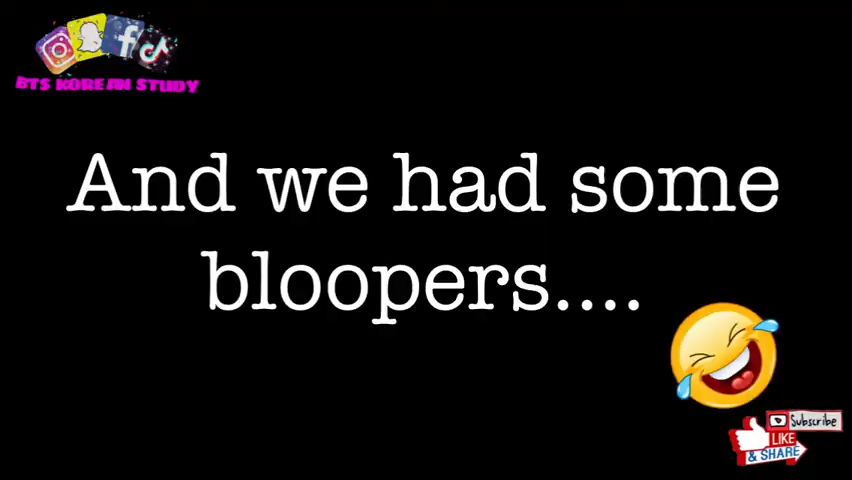 BTS KOREAN STUDY
And we had some
bloopers....
Subscribe
LIKE
& SHARE